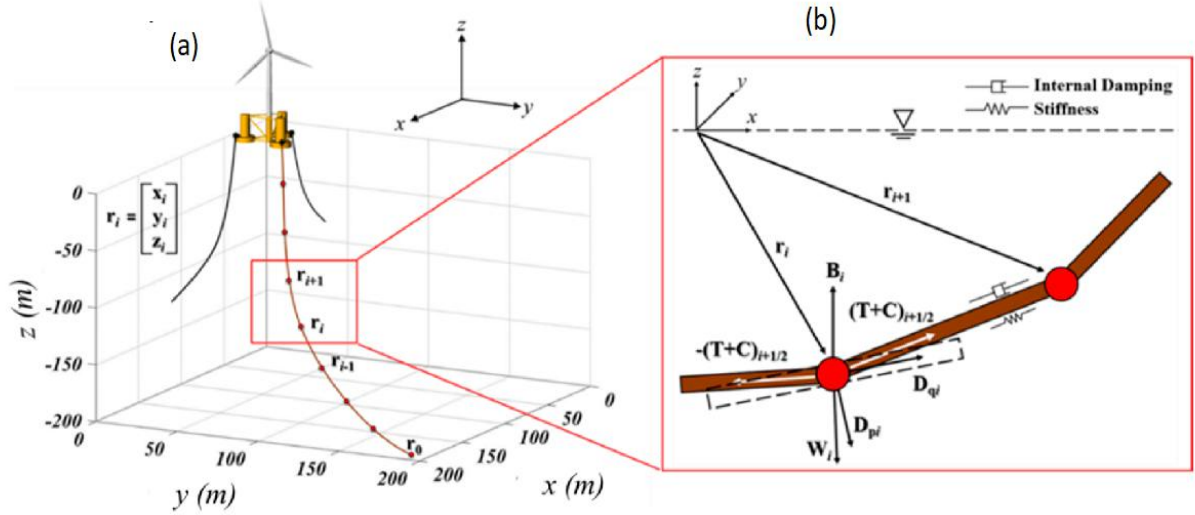 (a)
(b)
z
x
y
r_i = [x_i
y_i
z_i]
0
-50
-100
-150
-200
z (m)
0
50
100
150
200
y (m)
200
150
100
50
0
x (m)
r_{i+1}
r_i
r_{i-1}
r_0
z
y
x
Internal Damping
Stiffness
r_{i+1}
r_i
B_i
(T+C)_{i+1/2}
-(T+C)_{i+1/2}
D_{qi}
D_{pi}
W_i